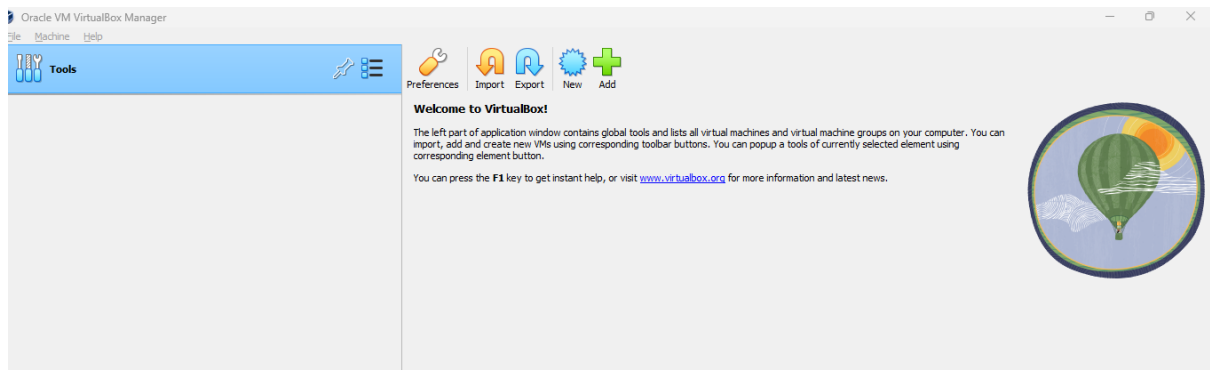 Oracle VM VirtualBox Manager
File Machine Help
Tools
Preferences Import Export New Add
Welcome to VirtualBox!
The left part of application window contains global tools and lists all virtual machines and virtual machine groups on your computer. You can
import, add and create new VMs using corresponding toolbar buttons. You can popup a tools of currently selected element using
corresponding element button.
You can press the F1 key to get instant help, or visit www.virtualbox.org for more information and latest news.